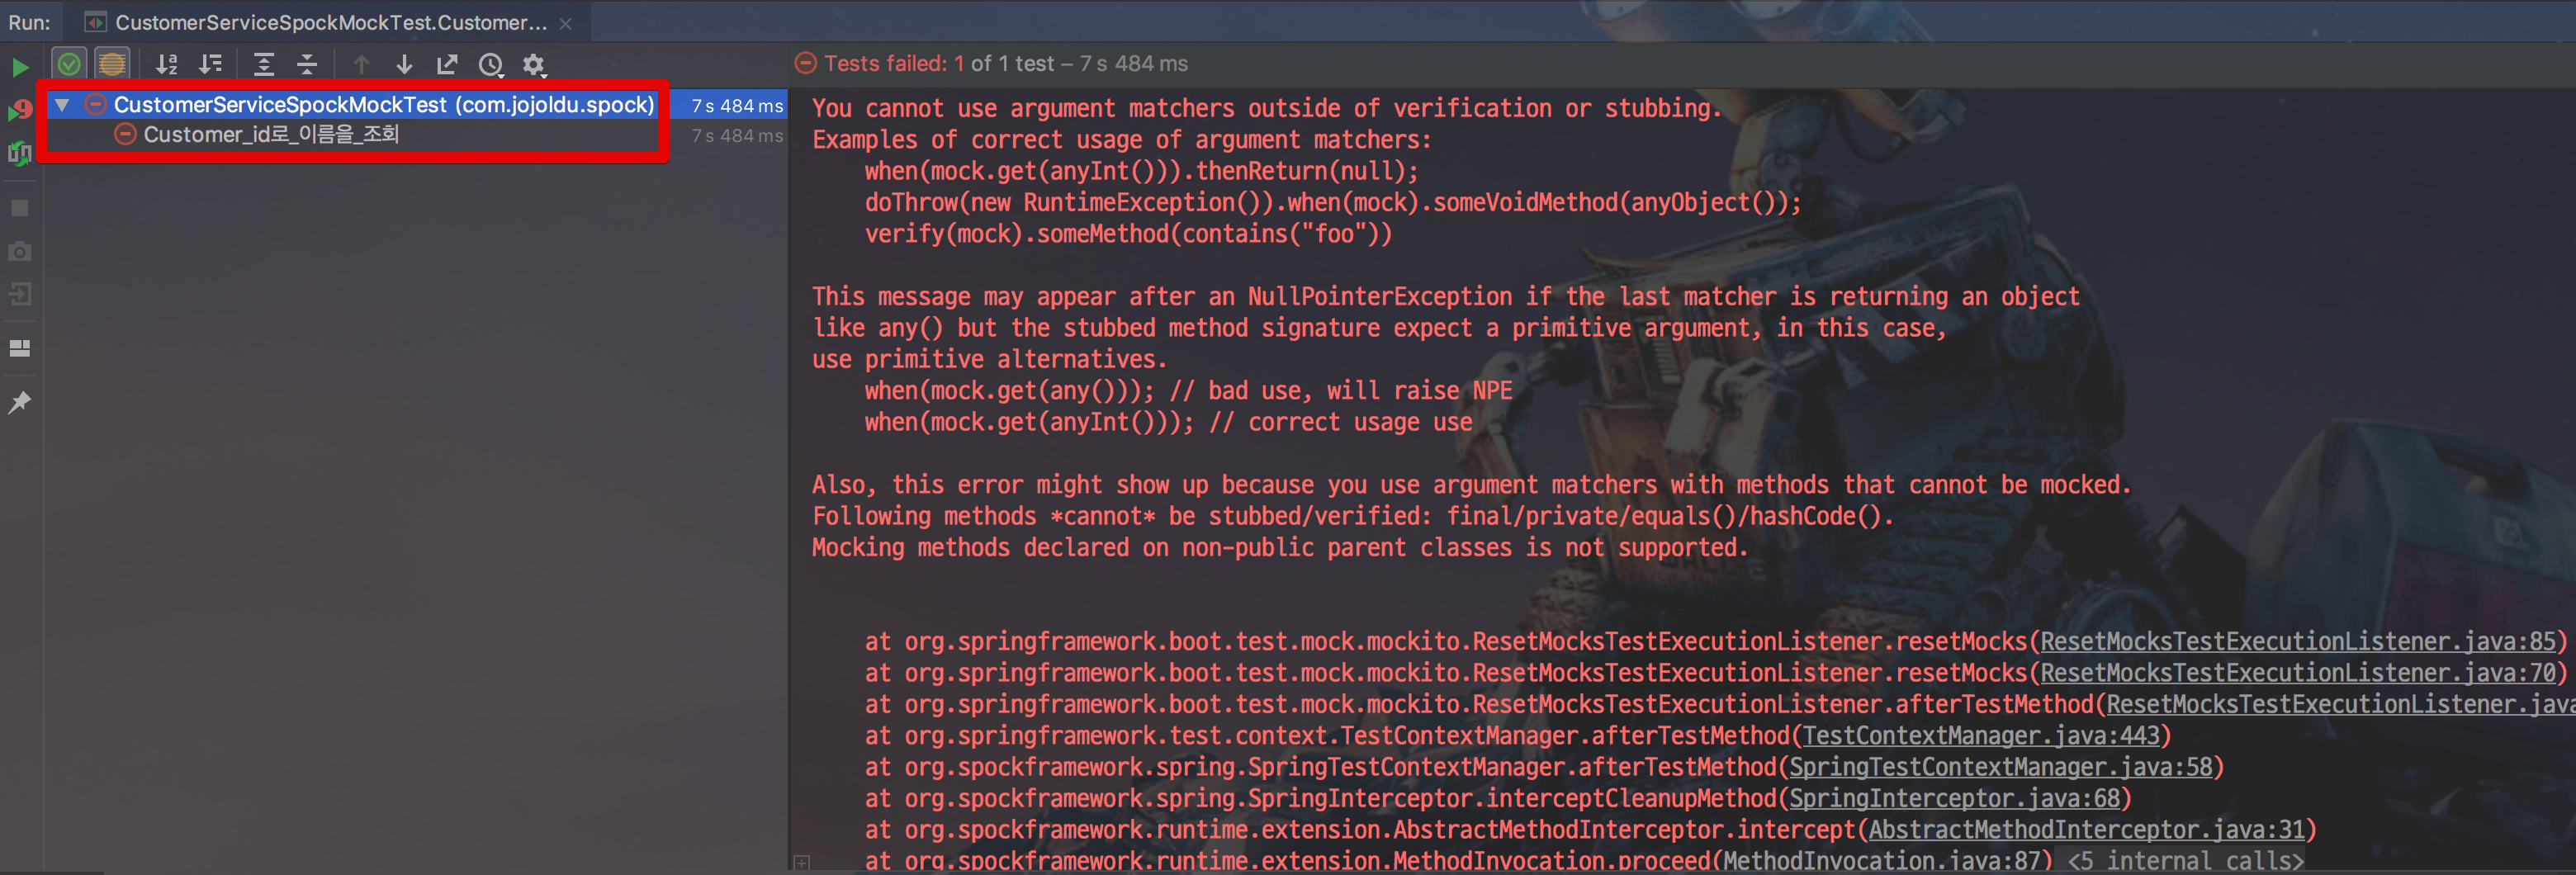 Run:
CustomerServiceSpockMockTest.Customer...
Tests failed: 1 of 1 test – 7 s 484 ms
CustomerServiceSpockMockTest (com.jojoldu.spock) 7 s 484 ms
Customer_id로_이름을_조회 7 s 484 ms
You cannot use argument matchers outside of verification or stubbing.
Examples of correct usage of argument matchers:
when(mock.get(anyInt())).thenReturn(null);
doThrow(new RuntimeException()).when(mock).someVoidMethod(anyObject());
verify(mock).someMethod(contains("foo"))
This message may appear after an NullPointerException if the last matcher is returning an object
like any() but the stubbed method signature expect a primitive argument, in this case,
use primitive alternatives.
when(mock.get(any())); // bad use, will raise NPE
when(mock.get(anyInt())); // correct usage use
Also, this error might show up because you use argument matchers with methods that cannot be mocked.
Following methods *cannot* be stubbed/verified: final/private/equals()/hashCode().
Mocking methods declared on non-public parent classes is not supported.
at org.springframework.boot.test.mock.mockito.ResetMocksTestExecutionListener.resetMocks(ResetMocksTestExecutionListener.java:85)
at org.springframework.boot.test.mock.mockito.ResetMocksTestExecutionListener.resetMocks(ResetMocksTestExecutionListener.java:70)
at org.springframework.boot.test.mock.mockito.ResetMocksTestExecutionListener.afterTestMethod(ResetMocksTestExecutionListener.java
at org.springframework.test.context.TestContextManager.afterTestMethod(TestContextManager.java:443)
at org.spockframework.spring.SpringTestContextManager.afterTestMethod(SpringTestContextManager.java:58)
at org.spockframework.spring.SpringInterceptor.interceptCleanupMethod(SpringInterceptor.java:68)
at org.spockframework.runtime.extension.AbstractMethodInterceptor.intercept(AbstractMethodInterceptor.java:31)
at org.spockframework.runtime.extension.MethodInvocation.proceed(MethodInvocation.java:87) <5 internal calls>